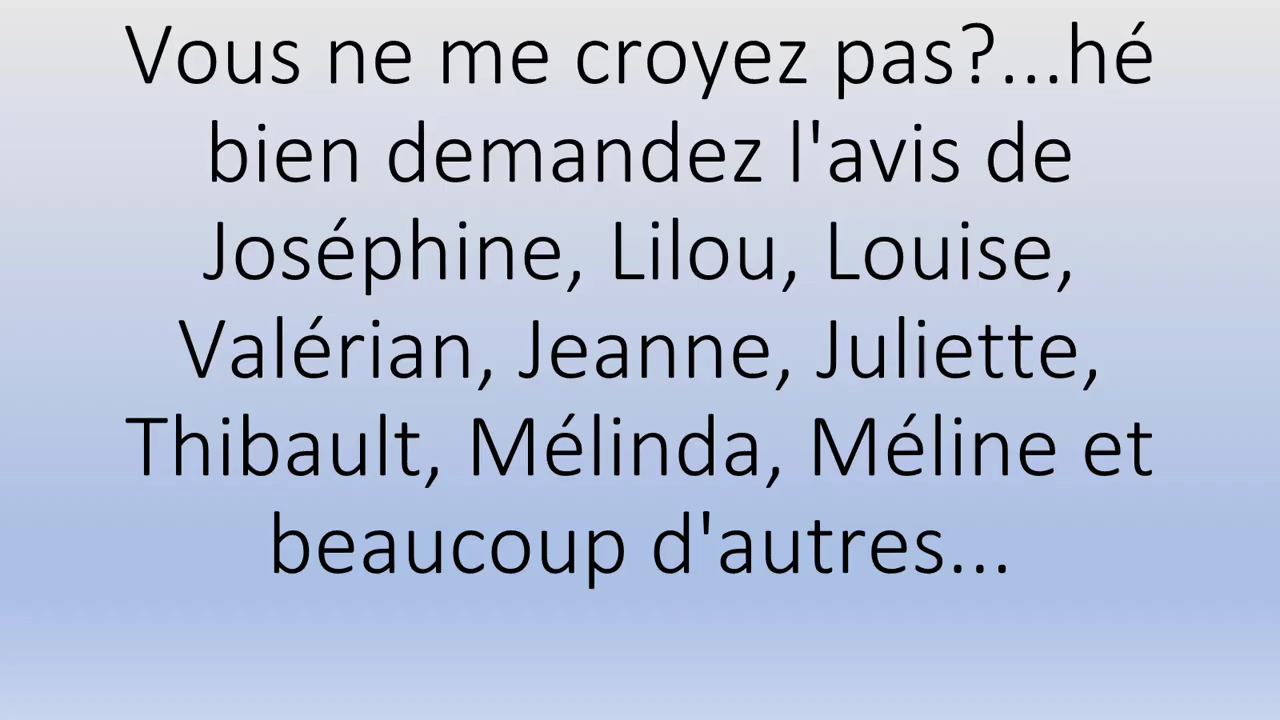 Vous ne me croyez pas?...hé
bien demandez l'avis de
Joséphine, Lilou, Louise,
Valérian, Jeanne, Juliette,
Thibault, Mélinda, Méline et
beaucoup d'autres...